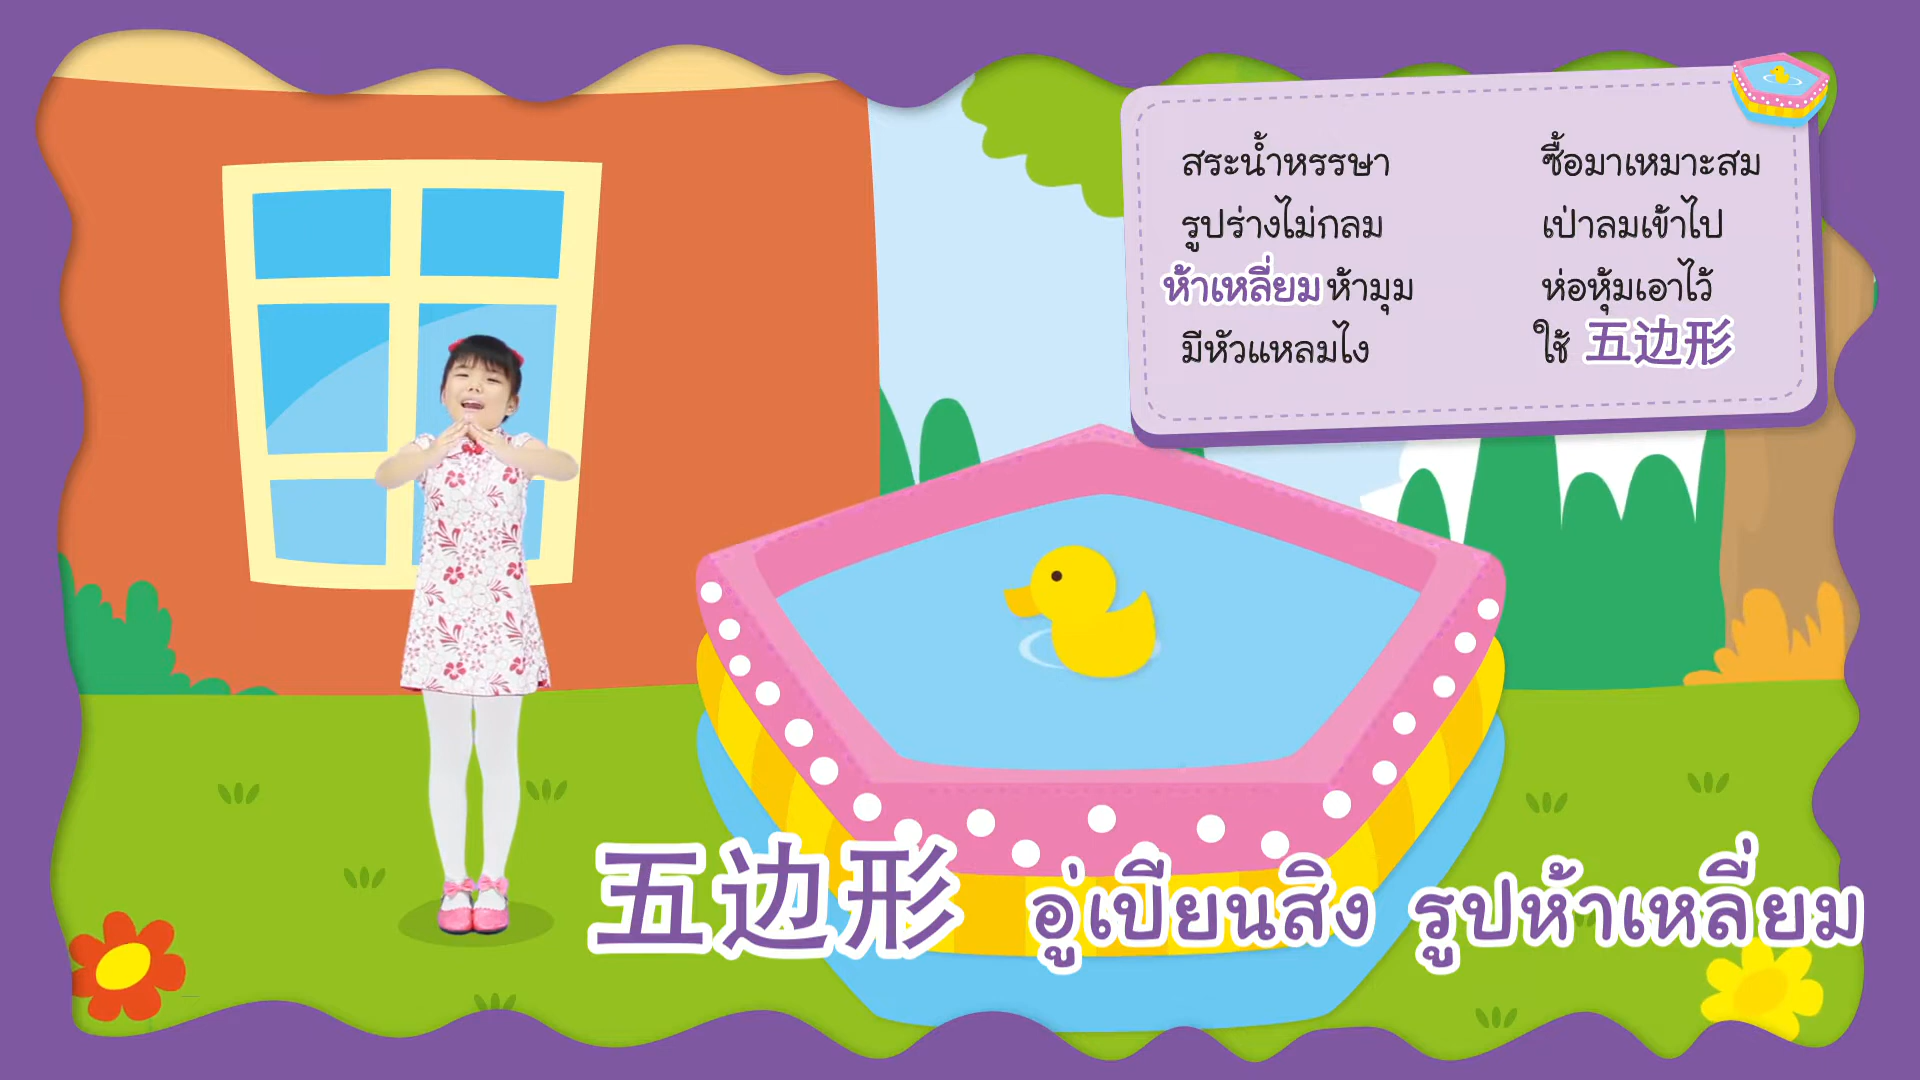 สระน้ำหรรษา ซื้อมาเหมาะสม
รูปร่างไม่กลม เป่าลมเข้าไป
ห้าเหลี่ยมห้ามุม ห่อหุ้มเอาไว้
มีหัวแหลมไง ใช้ 五边形
五边形 อู่เปียนสิง รูปห้าเหลี่ยม